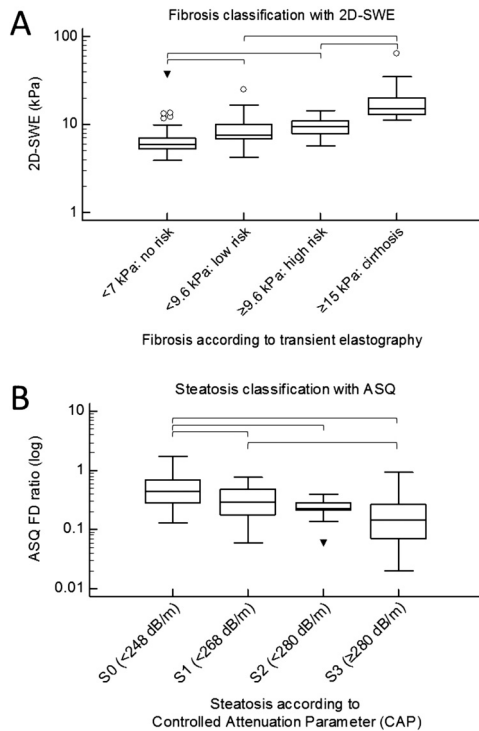 A
Fibrosis classification with 2D-SWE
2D-SWE (kPa)
100
10
1
<7 kPa: no risk
<9.6 kPa: low risk
≥9.6 kPa: high risk
≥15 kPa: cirrhosis
Fibrosis according to transient elastography
B
Steatosis classification with ASQ
ASQ FD ratio (log)
10
1
0.1
0.01
S0 (<248 dB/m)
S1 (<268 dB/m)
S2 (<280 dB/m)
S3 (≥280 dB/m)
Steatosis according to
Controlled Attenuation Parameter (CAP)